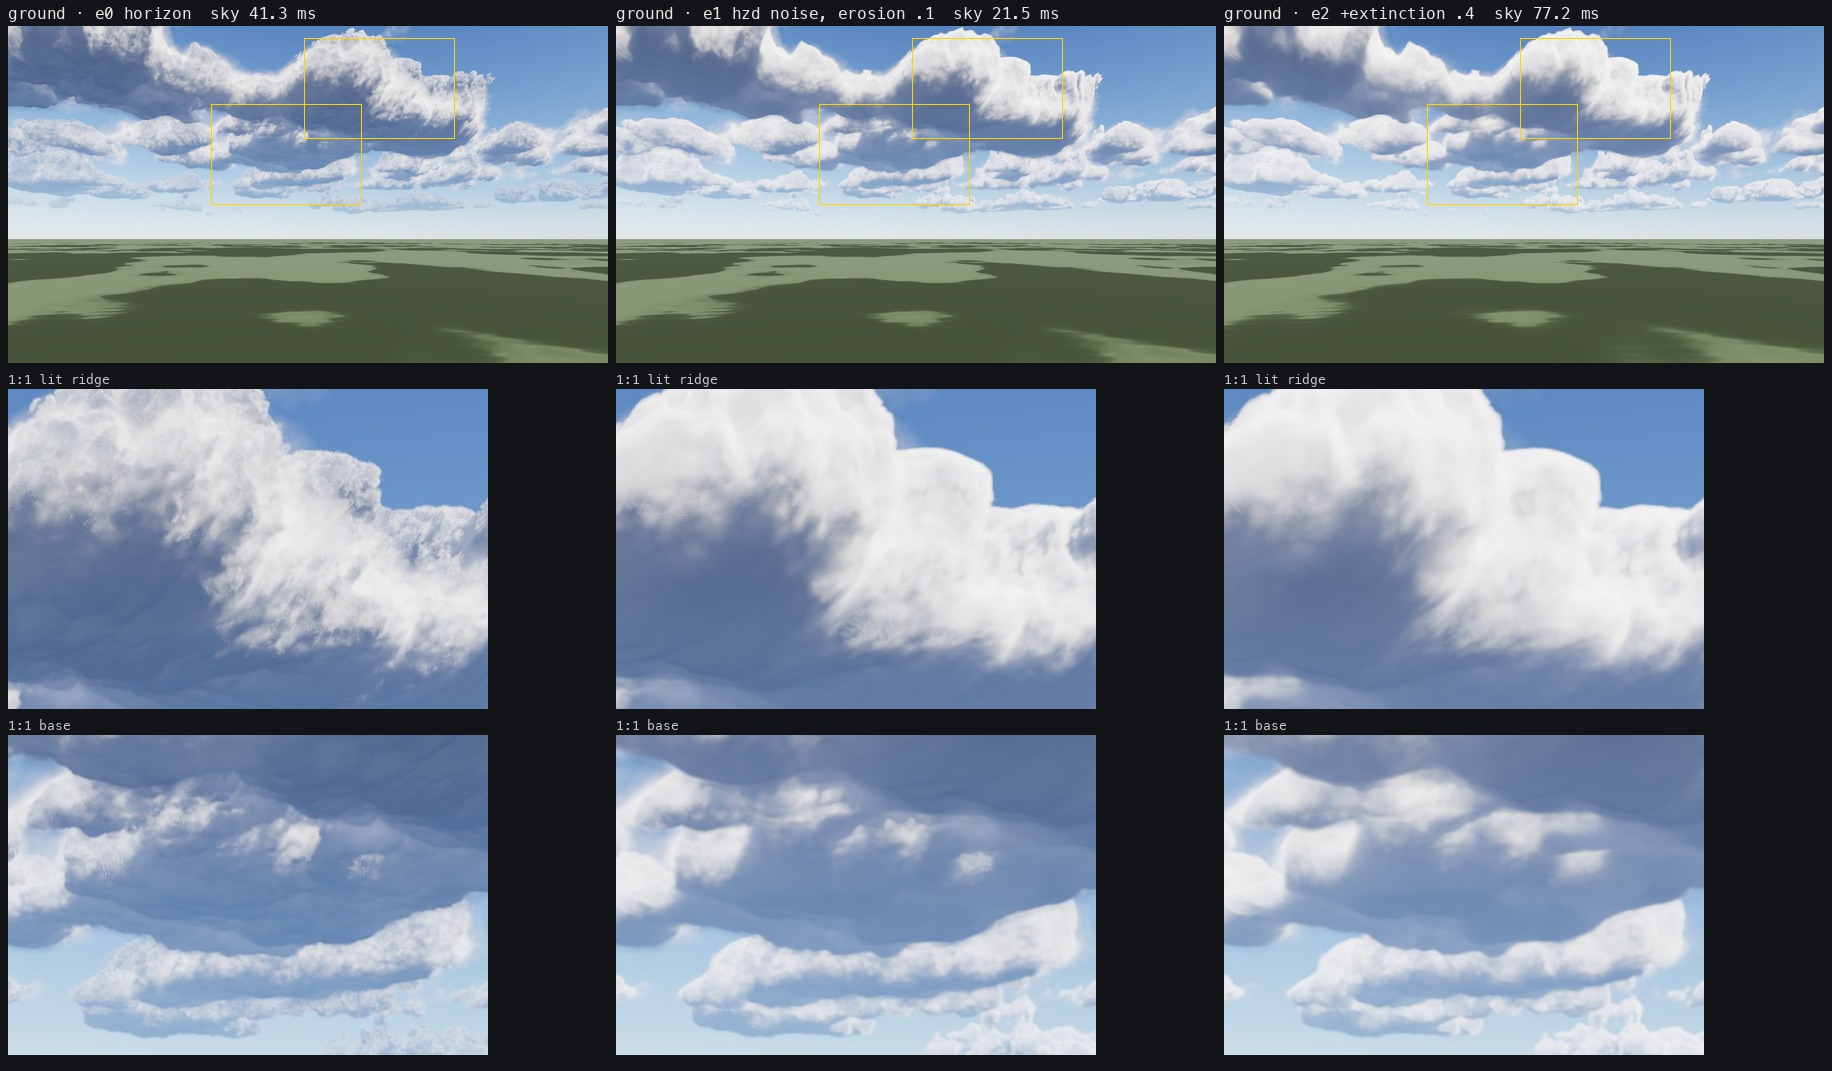 ground · e0 horizon  sky 41.3 ms
ground · e1 hzd noise, erosion .1  sky 21.5 ms
ground · e2 +extinction .4  sky 77.2 ms
1:1 lit ridge
1:1 lit ridge
1:1 lit ridge
1:1 base
1:1 base
1:1 base